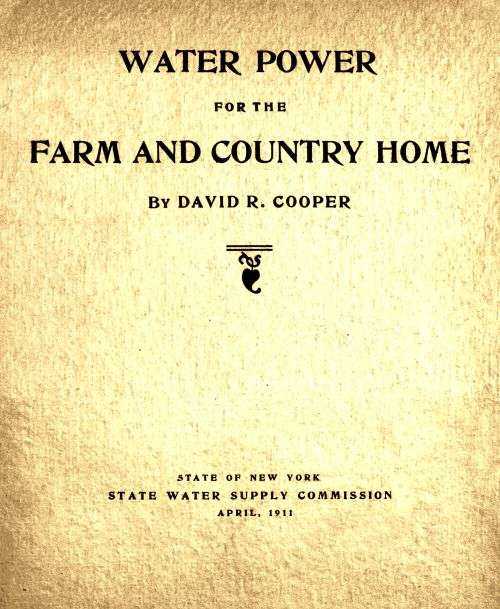 WATER POWER
FOR THE
FARM AND COUNTRY HOME
BY DAVID R. COOPER
STATE OF NEW YORK
STATE WATER SUPPLY COMMISSION
APRIL, 1911